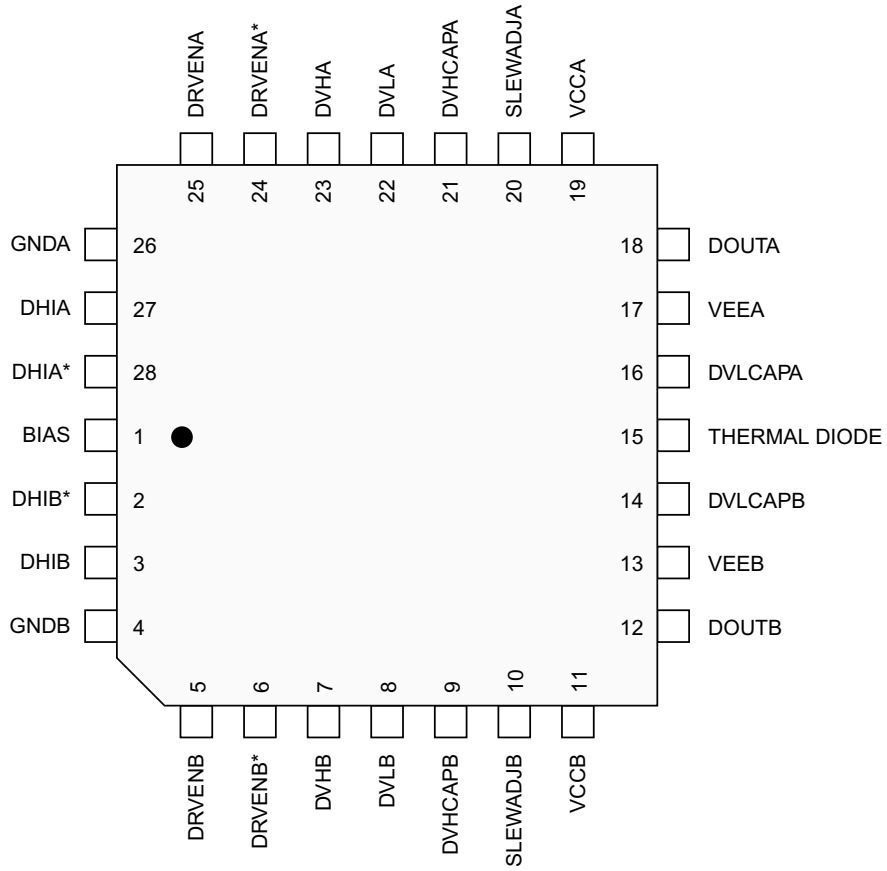 DRVENA
DRVENA*
DVHA
DVLA
DVHCAPA
SLEWADJA
VCCA
25
24
23
22
21
20
19
GNDA 26
18 DOUTA
DHIA 27
17 VEEA
DHIA* 28
16 DVLCAPA
BIAS 1
15 THERMAL DIODE
DHIB* 2
14 DVLCAPB
DHIB 3
13 VEEB
GNDB 4
12 DOUTB
5
6
7
8
9
10
11
DRVENB
DRVENB*
DVHB
DVLB
DVHCAPB
SLEWADJB
VCCB